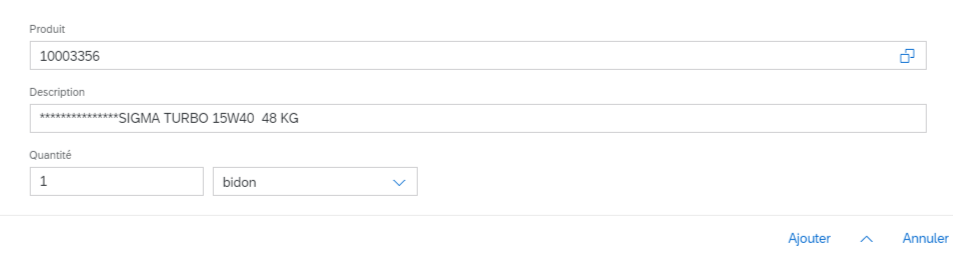 Produit
10003356
Description
***************SIGMA TURBO 15W40  48 KG
Quantité
1 bidon
Ajouter Annuler